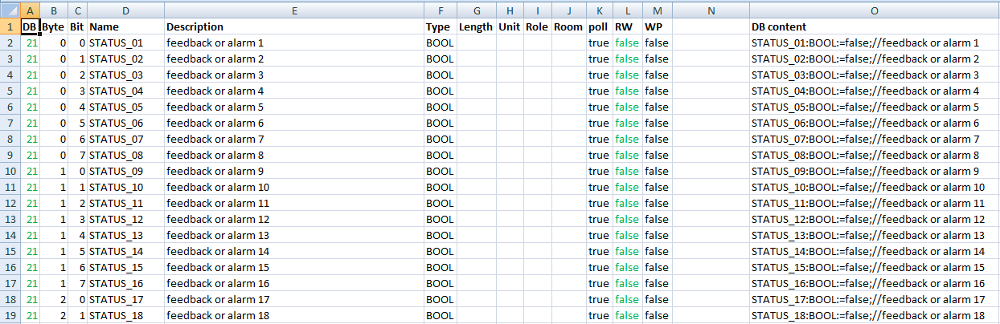 A B C D E F G H I J K L M N O
1 DB Byte Bit Name Description Type Length Unit Role Room poll RW WP DB content
2 21 0 0 STATUS_01 feedback or alarm 1 BOOL true false false STATUS_01:BOOL:=false;//feedback or alarm 1
3 21 0 1 STATUS_02 feedback or alarm 2 BOOL true false false STATUS_02:BOOL:=false;//feedback or alarm 2
4 21 0 2 STATUS_03 feedback or alarm 3 BOOL true false false STATUS_03:BOOL:=false;//feedback or alarm 3
5 21 0 3 STATUS_04 feedback or alarm 4 BOOL true false false STATUS_04:BOOL:=false;//feedback or alarm 4
6 21 0 4 STATUS_05 feedback or alarm 5 BOOL true false false STATUS_05:BOOL:=false;//feedback or alarm 5
7 21 0 5 STATUS_06 feedback or alarm 6 BOOL true false false STATUS_06:BOOL:=false;//feedback or alarm 6
8 21 0 6 STATUS_07 feedback or alarm 7 BOOL true false false STATUS_07:BOOL:=false;//feedback or alarm 7
9 21 0 7 STATUS_08 feedback or alarm 8 BOOL true false false STATUS_08:BOOL:=false;//feedback or alarm 8
10 21 1 0 STATUS_09 feedback or alarm 9 BOOL true false false STATUS_09:BOOL:=false;//feedback or alarm 9
11 21 1 1 STATUS_10 feedback or alarm 10 BOOL true false false STATUS_10:BOOL:=false;//feedback or alarm 10
12 21 1 2 STATUS_11 feedback or alarm 11 BOOL true false false STATUS_11:BOOL:=false;//feedback or alarm 11
13 21 1 3 STATUS_12 feedback or alarm 12 BOOL true false false STATUS_12:BOOL:=false;//feedback or alarm 12
14 21 1 4 STATUS_13 feedback or alarm 13 BOOL true false false STATUS_13:BOOL:=false;//feedback or alarm 13
15 21 1 5 STATUS_14 feedback or alarm 14 BOOL true false false STATUS_14:BOOL:=false;//feedback or alarm 14
16 21 1 6 STATUS_15 feedback or alarm 15 BOOL true false false STATUS_15:BOOL:=false;//feedback or alarm 15
17 21 1 7 STATUS_16 feedback or alarm 16 BOOL true false false STATUS_16:BOOL:=false;//feedback or alarm 16
18 21 2 0 STATUS_17 feedback or alarm 17 BOOL true false false STATUS_17:BOOL:=false;//feedback or alarm 17
19 21 2 1 STATUS_18 feedback or alarm 18 BOOL true false false STATUS_18:BOOL:=false;//feedback or alarm 18